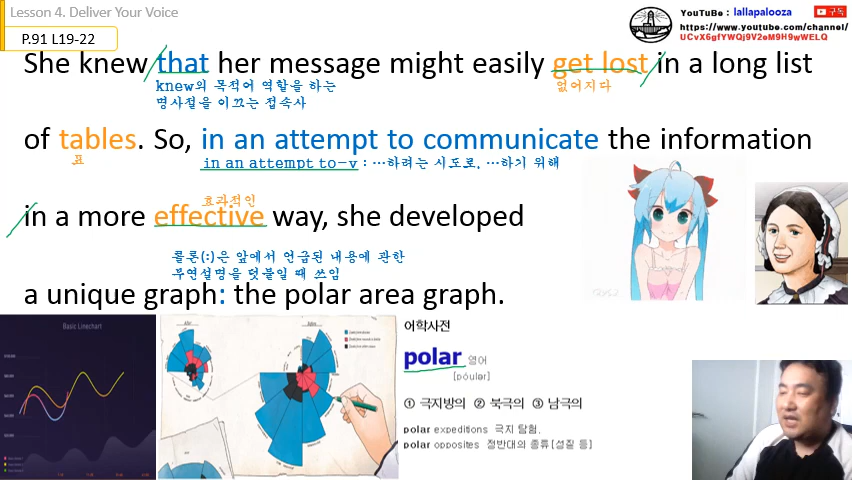 Lesson 4. Deliver Your Voice
YouTuBe : lallapalooza 구독
https://www.youtube.com/channel/
UCvX6gfYWQj9V2eM9H9wWELQ
P.91 L19-22
She knew that her message might easily get lost in a long list
knew의 목적어 역할을 하는
명사절을 이끄는 접속사
없어지다
of tables. So, in an attempt to communicate the information
표
in an attempt to-v : …하려는 시도로, …하기 위해
효과적인
in a more effective way, she developed
콜론(:)은 앞에서 언급된 내용에 관한
부연설명을 덧붙일 때 쓰임
a unique graph: the polar area graph.
Basic Linechart
어학사전
polar 영어
[póulər]
① 극지방의 ② 북극의 ③ 남극의
polar expeditions 극지 탐험.
polar opposites 정반대의 종류[성질 등]